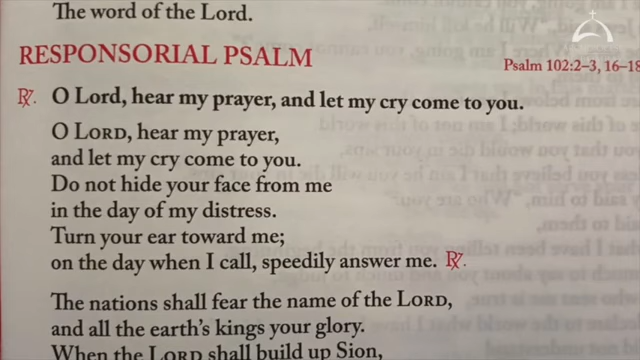 The word of the Lord.
RESPONSORIAL PSALM
Psalm 102:2–3, 16–18
℟. O Lord, hear my prayer, and let my cry come to you.
O LORD, hear my prayer,
and let my cry come to you.
Do not hide your face from me
in the day of my distress.
Turn your ear toward me;
on the day when I call, speedily answer me. ℟.
The nations shall fear the name of the LORD,
and all the earth's kings your glory.
When the LORD shall build up Sion,